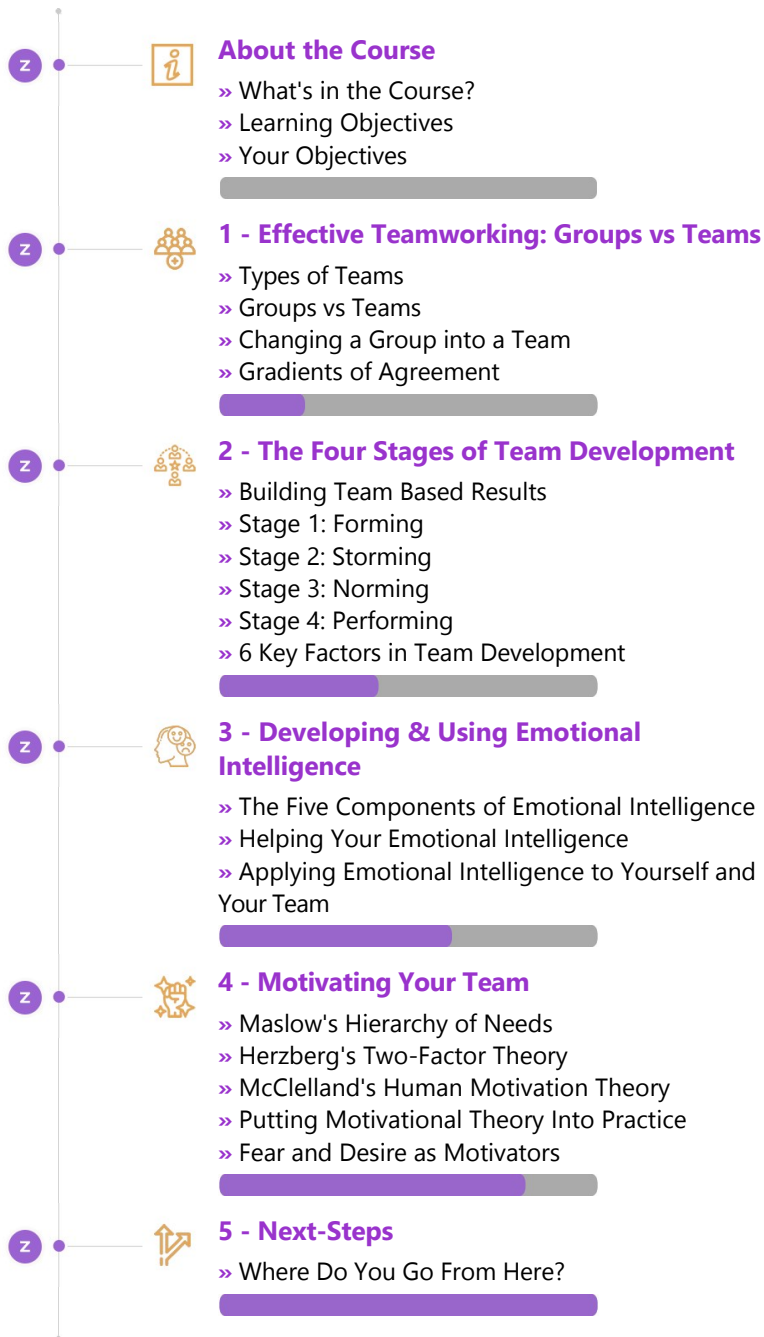 Z
i
About the Course
» What's in the Course?
» Learning Objectives
» Your Objectives
Z
1 - Effective Teamworking: Groups vs Teams
» Types of Teams
» Groups vs Teams
» Changing a Group into a Team
» Gradients of Agreement
Z
2 - The Four Stages of Team Development
» Building Team Based Results
» Stage 1: Forming
» Stage 2: Storming
» Stage 3: Norming
» Stage 4: Performing
» 6 Key Factors in Team Development
Z
3 - Developing & Using Emotional
Intelligence
» The Five Components of Emotional Intelligence
» Helping Your Emotional Intelligence
» Applying Emotional Intelligence to Yourself and
Your Team
Z
4 - Motivating Your Team
» Maslow's Hierarchy of Needs
» Herzberg's Two-Factor Theory
» McClelland's Human Motivation Theory
» Putting Motivational Theory Into Practice
» Fear and Desire as Motivators
Z
5 - Next-Steps
» Where Do You Go From Here?